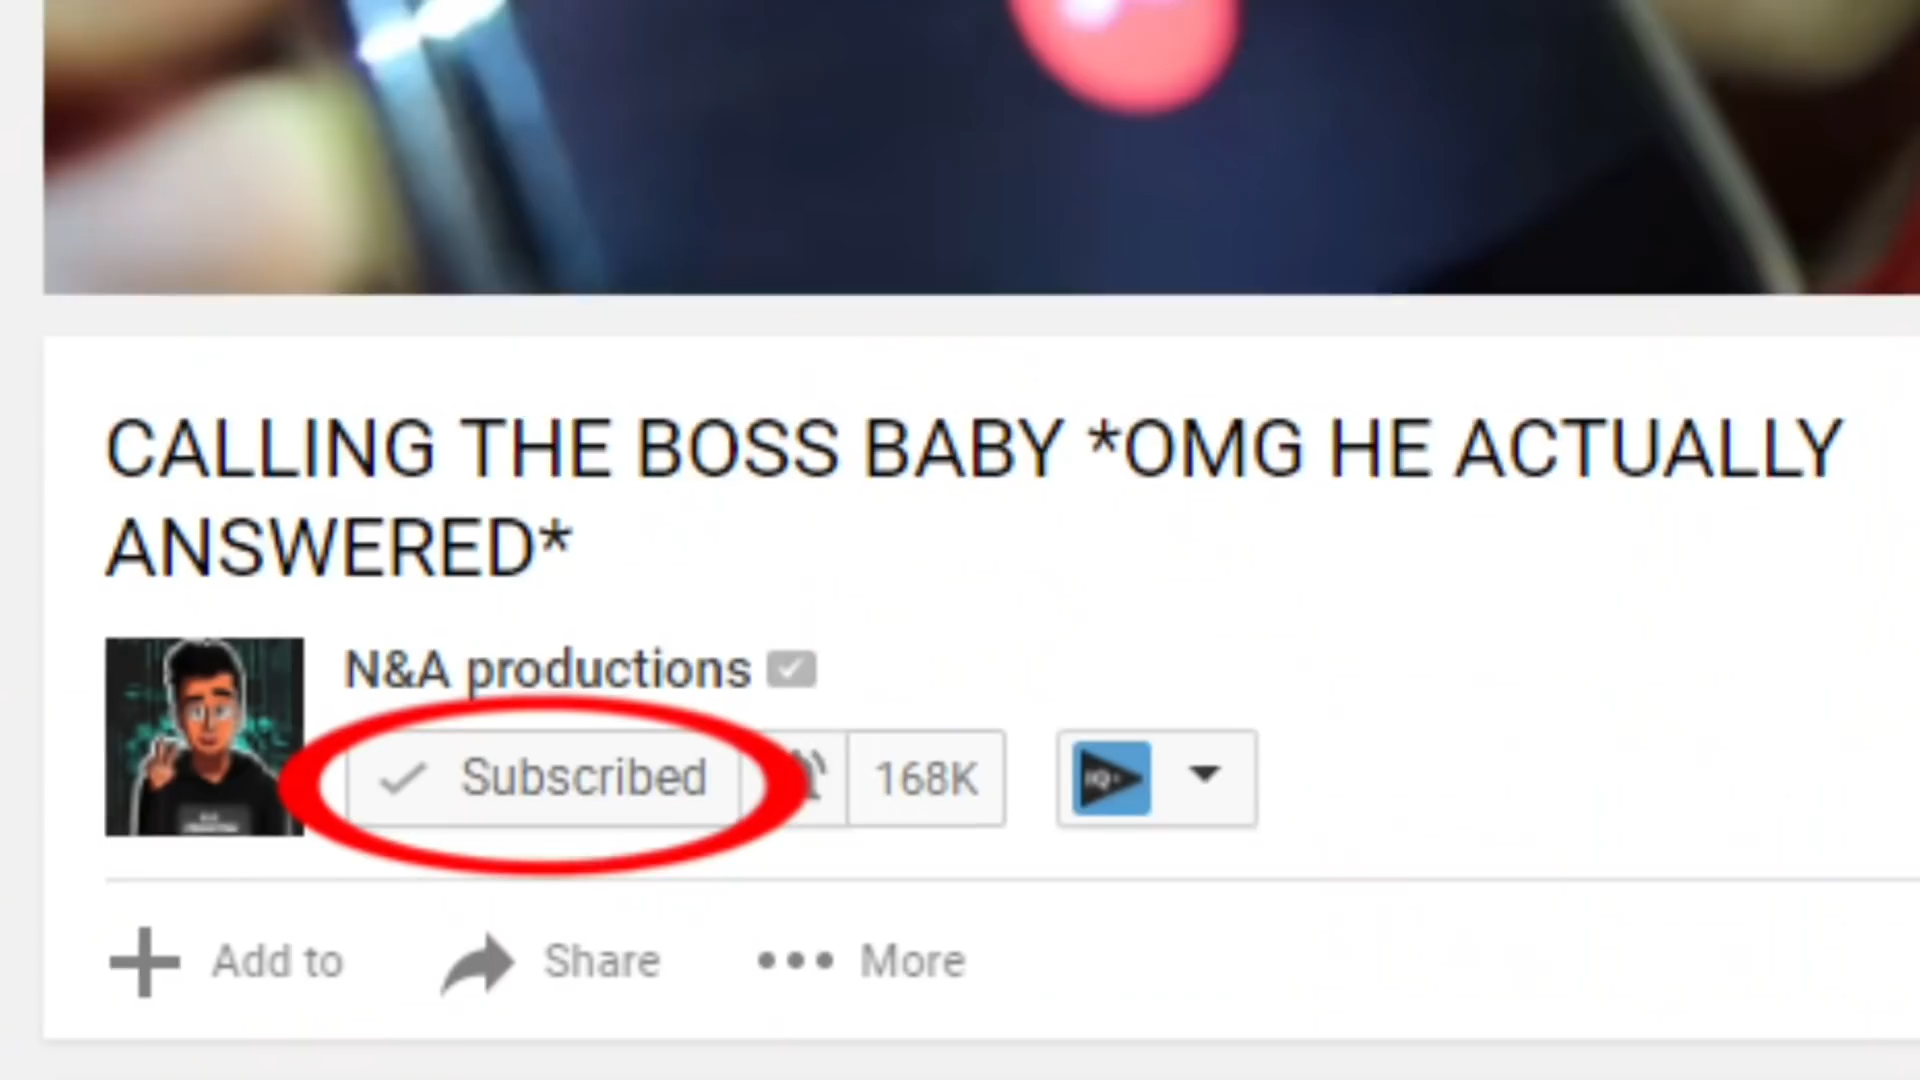 CALLING THE BOSS BABY *OMG HE ACTUALLY
ANSWERED*
N&A productions
Subscribed 168K
Add to Share More